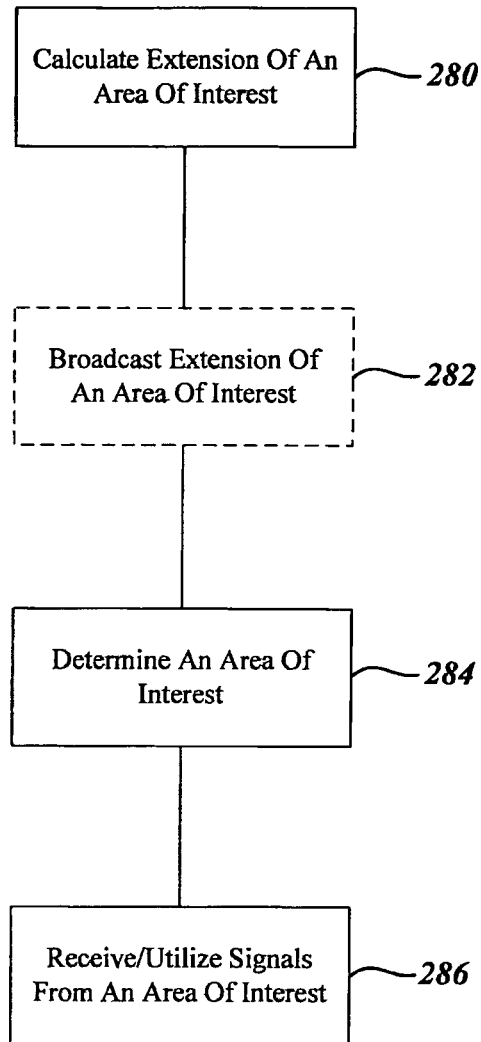 Calculate Extension Of An
Area Of Interest
280
Broadcast Extension Of
An Area Of Interest
282
Determine An Area Of
Interest
284
Receive/Utilize Signals
From An Area Of Interest
286